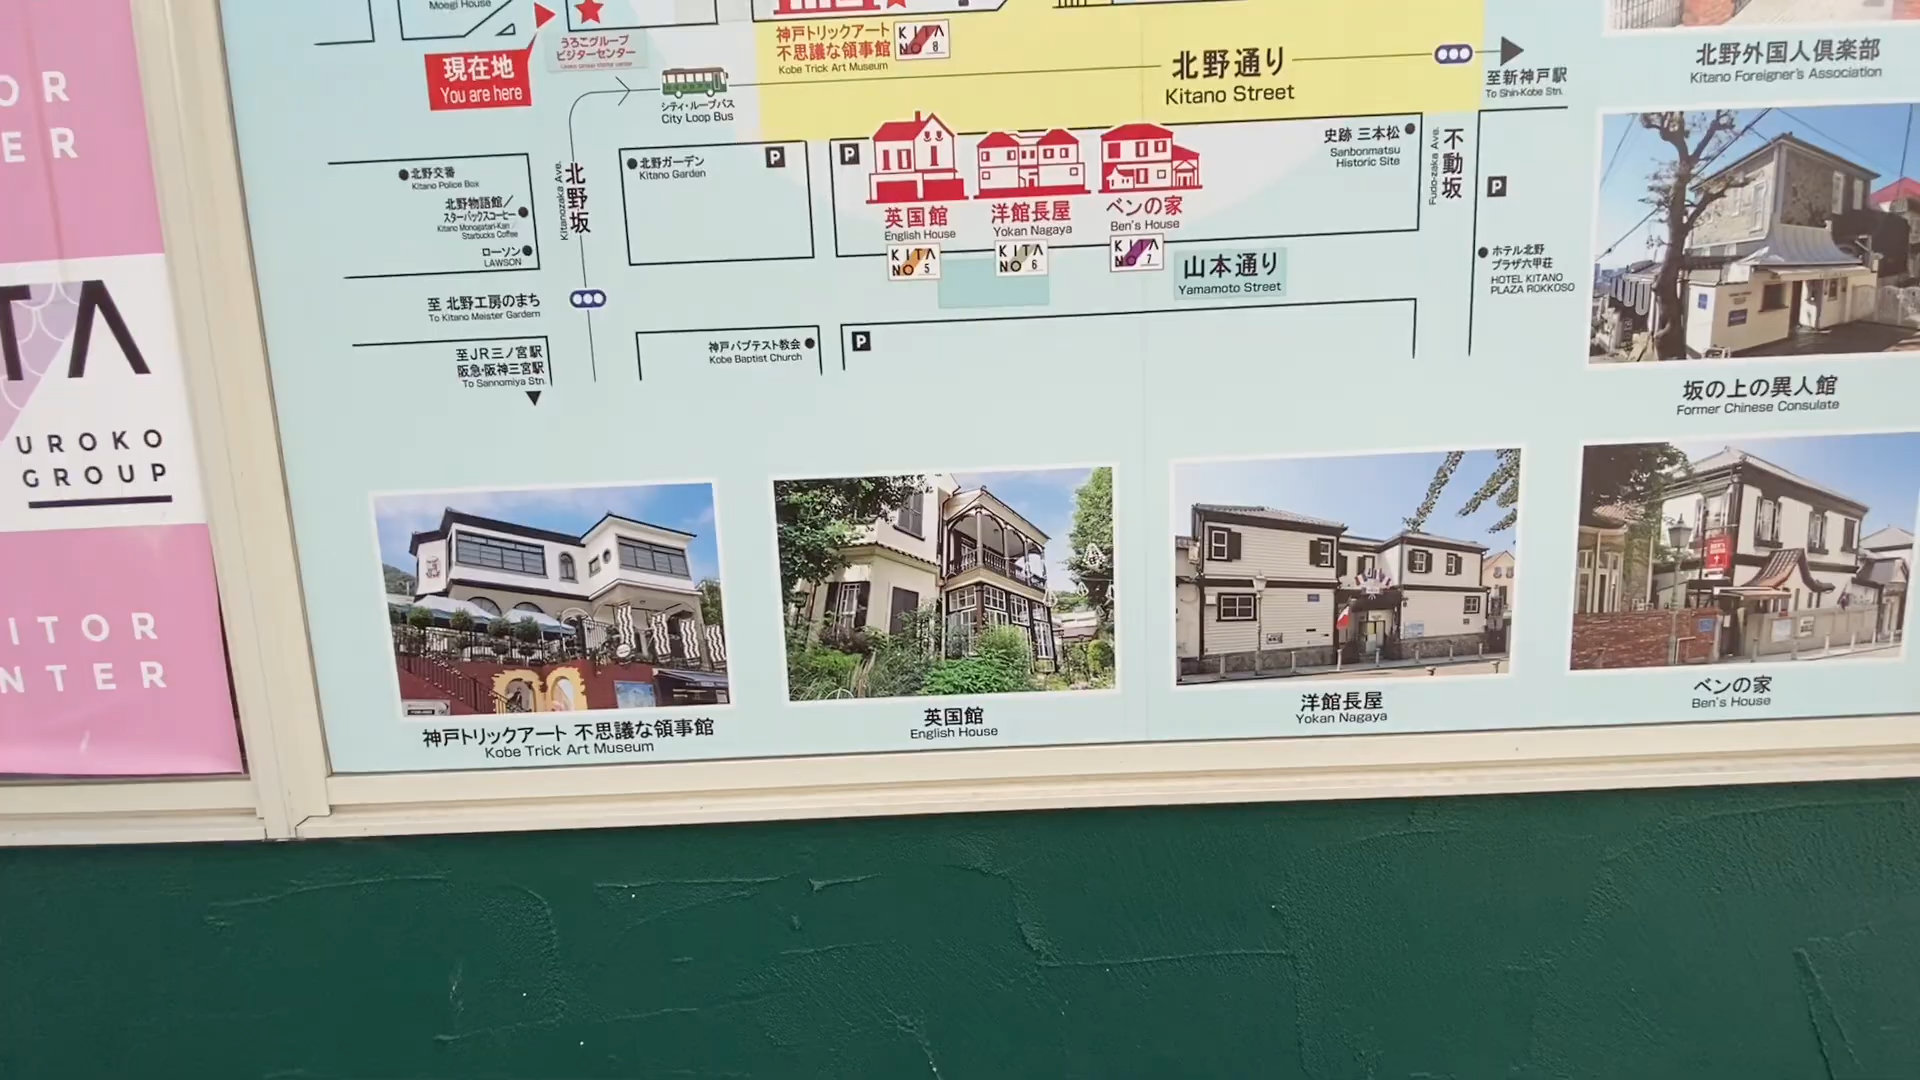 OR
ER
TA
UROKO
GROUP
ITOR
NTER
Moegi House
現在地
You are here
うろこグループ
ビジターセンター
神戸トリックアート
不思議な領事館
Kobe Trick Art Museum
KITA
NO 8
シティ・ループバス
City Loop Bus
北野通り
Kitano Street
至新神戸駅
To Shin-Kobe Stn.
北野交番
Kitano Police Box
北野物語館/
スターバックスコーヒー
Kitano Monogatari-Kan /
Starbucks Coffee
ローソン
LAWSON
北野坂
Kitanozaka Ave.
北野ガーデン
Kitano Garden
P
P
英国館
English House
KITA
NO 5
洋館長屋
Yokan Nagaya
KITA
NO 6
ベンの家
Ben's House
KITA
NO 7
史跡 三本松
Sanbonmatsu
Historic Site
不動坂
Fudo-zaka Ave.
P
ホテル北野
プラザ六甲荘
HOTEL KITANO
PLAZA ROKKOSO
山本通り
Yamamoto Street
至 北野工房のまち
To Kitano Meister Gardern
至JR三ノ宮駅
阪急・阪神三宮駅
To Sannomiya Stn.
神戸バプテスト教会
Kobe Baptist Church
P
北野外国人倶楽部
Kitano Foreigner's Association
坂の上の異人館
Former Chinese Consulate
神戸トリックアート 不思議な領事館
Kobe Trick Art Museum
英国館
English House
洋館長屋
Yokan Nagaya
ベンの家
Ben's House